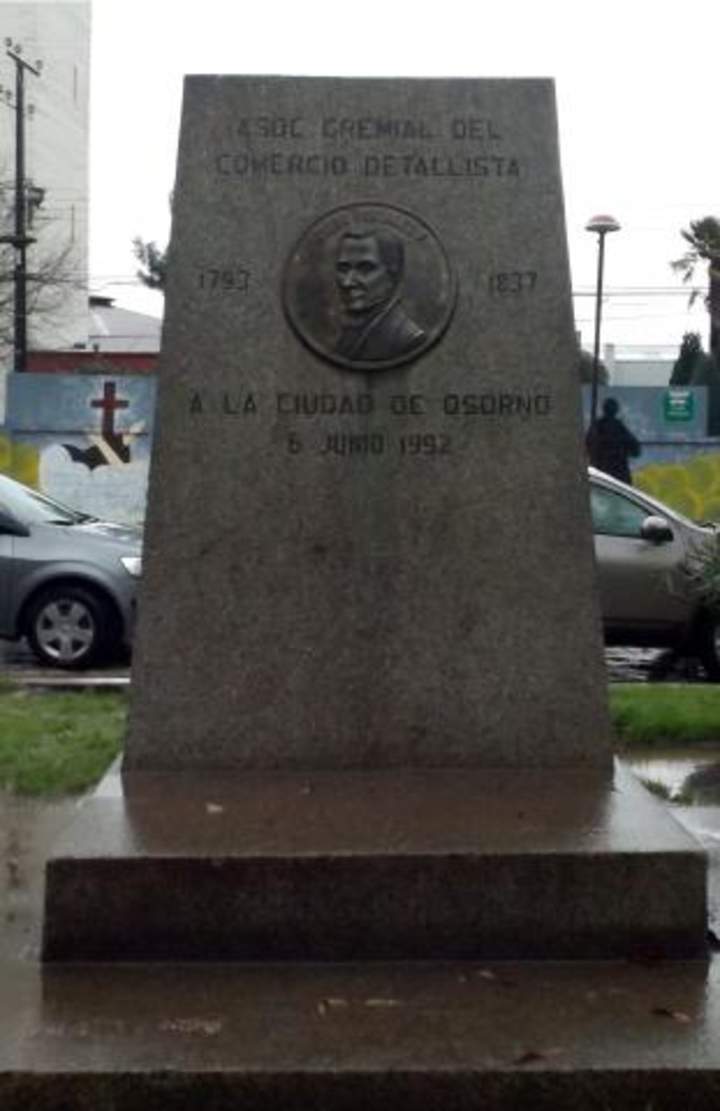 ASOC GREMIAL DEL
COMERCIO DETALLISTA
1793 1837
A LA CIUDAD DE OSORNO
6 JUNIO 1992